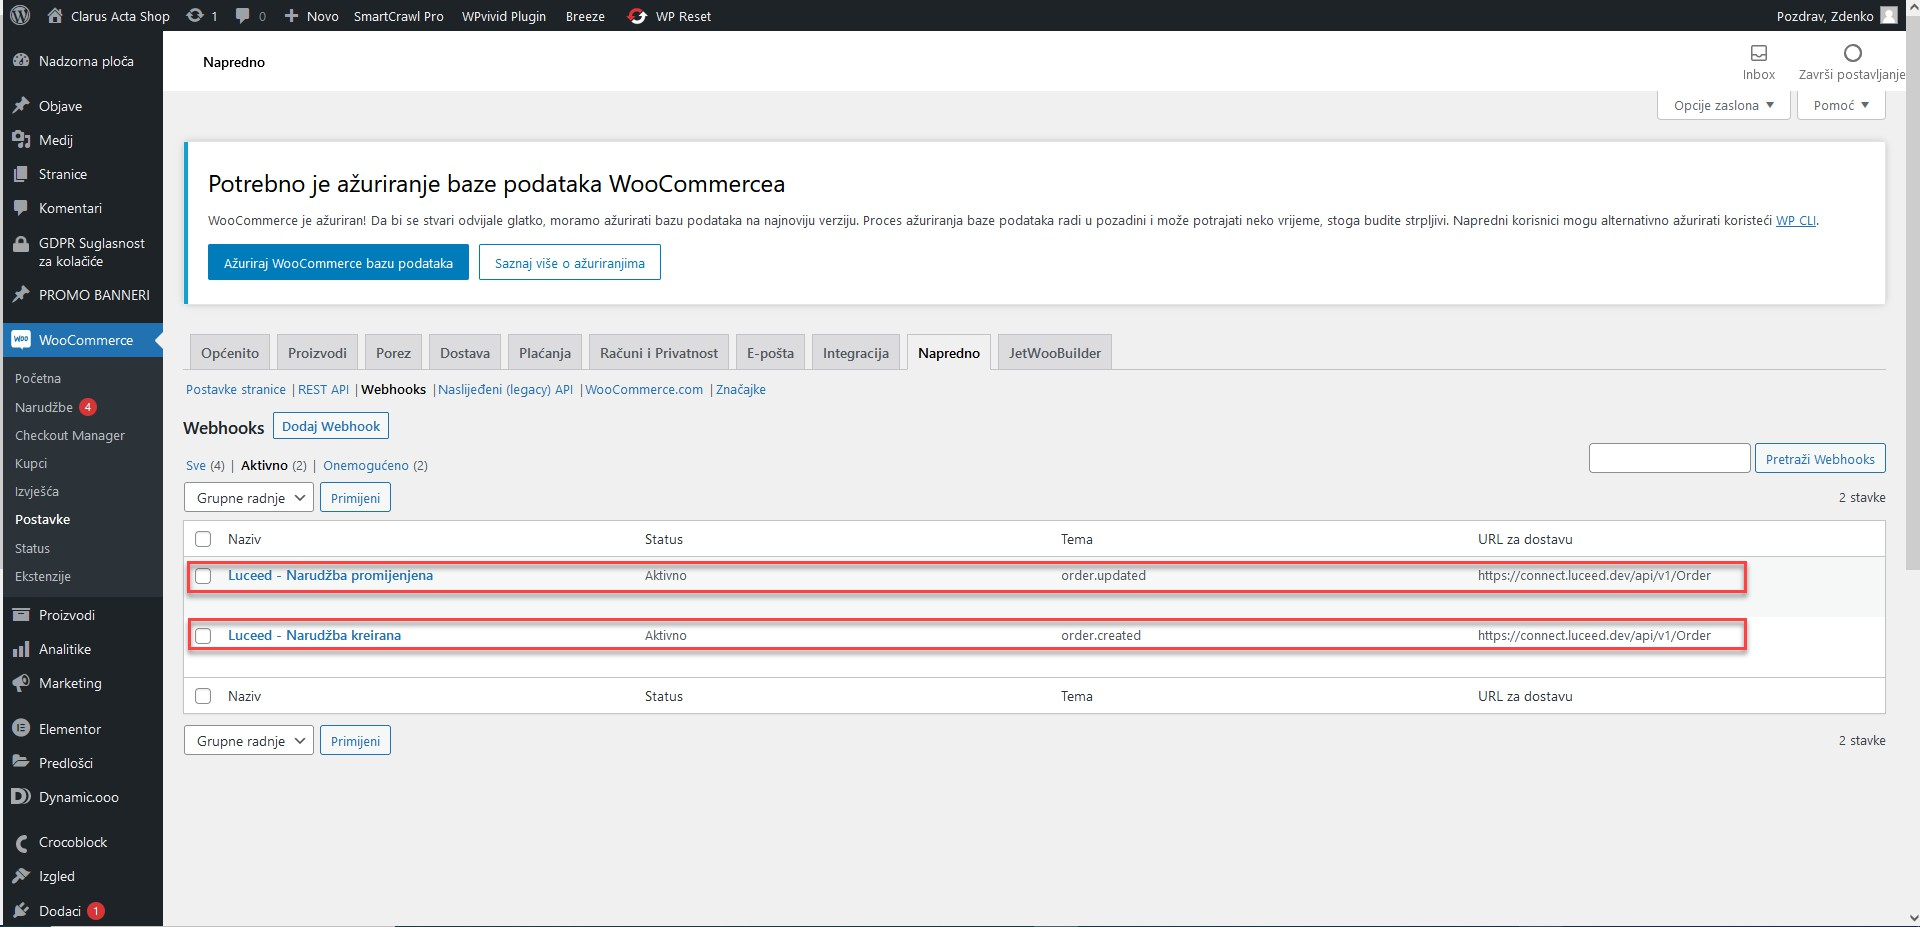 Clarus Acta Shop 1 0 Novo SmartCrawl Pro WPvivid Plugin Breeze WP Reset Pozdrav, Zdenko
Napredno
Inbox
Završi postavljanje
Opcije zaslona
Pomoć
Nadzorna ploča
Objave
Medij
Stranice
Komentari
GDPR Suglasnost
za kolačiće
PROMO BANNERI
WOO WooCommerce
Početna
Narudžbe 4
Checkout Manager
Kupci
Izvješća
Postavke
Status
Ekstenzije
Proizvodi
Analitike
Marketing
Elementor
Predlošci
Dynamic.ooo
Crocoblock
Izgled
Dodaci 1
Potrebno je ažuriranje baze podataka WooCommercea
WooCommerce je ažuriran! Da bi se stvari odvijale glatko, moramo ažurirati bazu podataka na najnoviju verziju. Proces ažuriranja baze podataka radi u pozadini i može potrajati neko vrijeme, stoga budite strpljivi. Napredni korisnici mogu alternativno ažurirati koristeći WP CLI.
Ažuriraj WooCommerce bazu podataka
Saznaj više o ažuriranjima
Općenito Proizvodi Porez Dostava Plaćanja Računi i Privatnost E-pošta Integracija Napredno JetWooBuilder
Postavke stranice | REST API | Webhooks | Naslijeđeni (legacy) API | WooCommerce.com | Značajke
Webhooks Dodaj Webhook
Sve (4) | Aktivno (2) | Onemogućeno (2)
Pretraži Webhooks
Grupne radnje Primijeni
2 stavke
Naziv Status Tema URL za dostavu
Luceed - Narudžba promijenjena Aktivno order.updated https://connect.luceed.dev/api/v1/Order
Luceed - Narudžba kreirana Aktivno order.created https://connect.luceed.dev/api/v1/Order
Naziv Status Tema URL za dostavu
Grupne radnje Primijeni
2 stavke